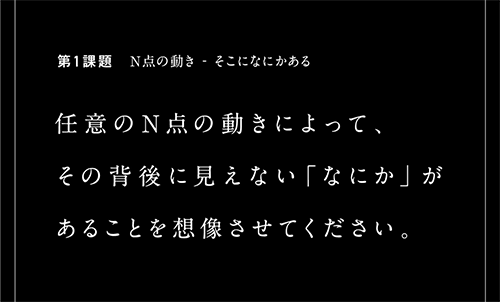 第1課題 N点の動き - そこになにかある
任意のN点の動きによって、
その背後に見えない「なにか」が
あることを想像させてください。